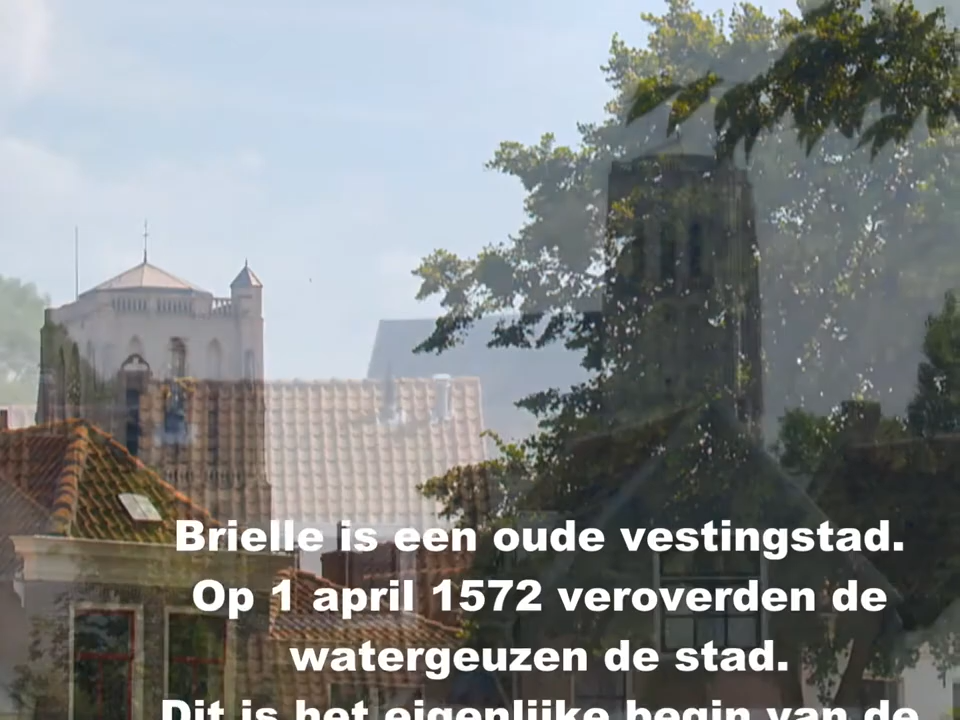 Brielle is een oude vestingstad.
Op 1 april 1572 veroverden de
watergeuzen de stad.
Dit is het eigenlijke begin van de